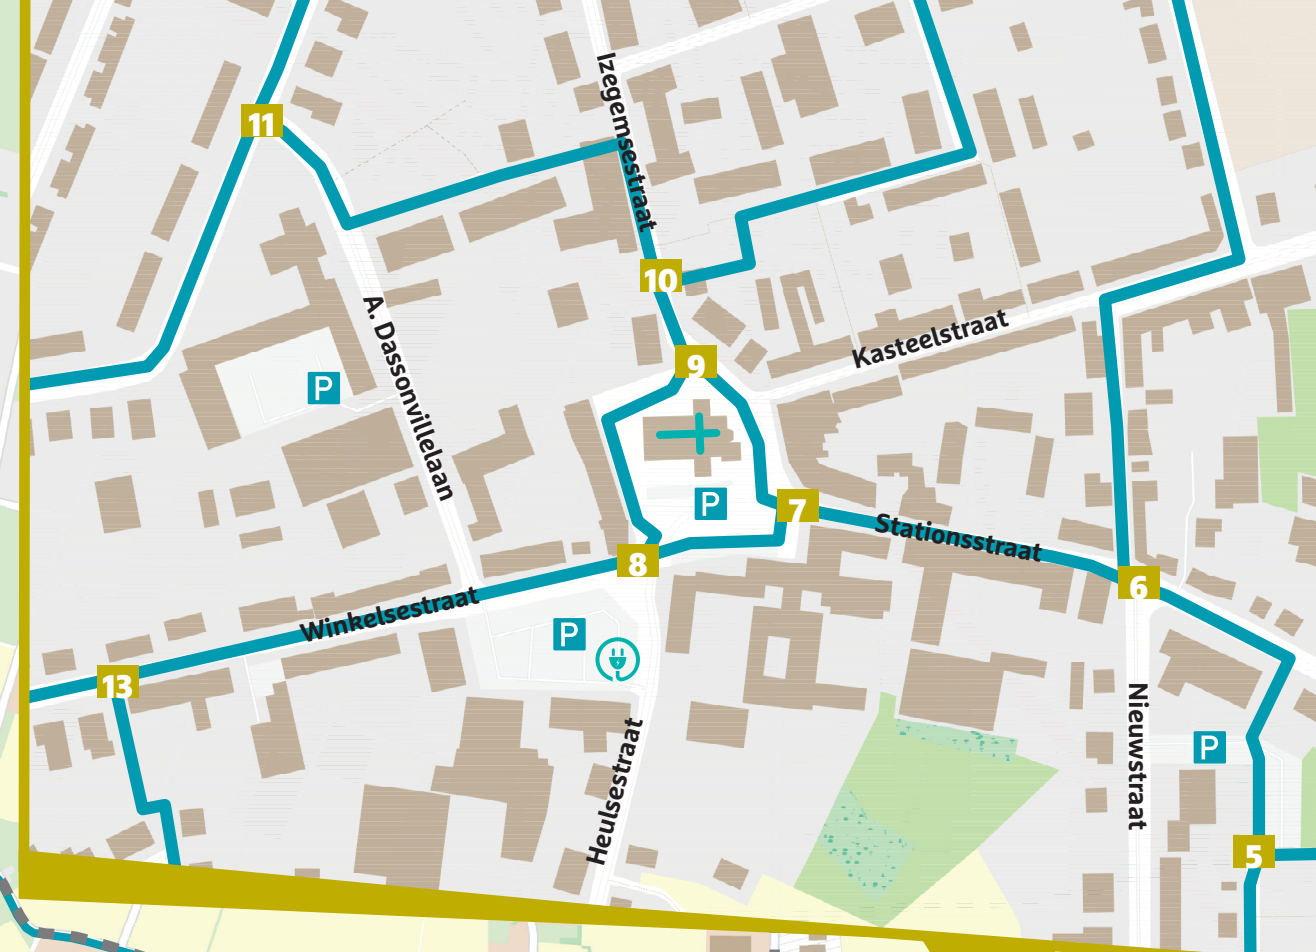 Izegemsestraat
11
10
A. Dassonvillelaan
Kasteelstraat
9
P
P
7
Stationsstraat
8
6
Winkelsestraat
P
13
Nieuwstraat
Heulsestraat
P
5